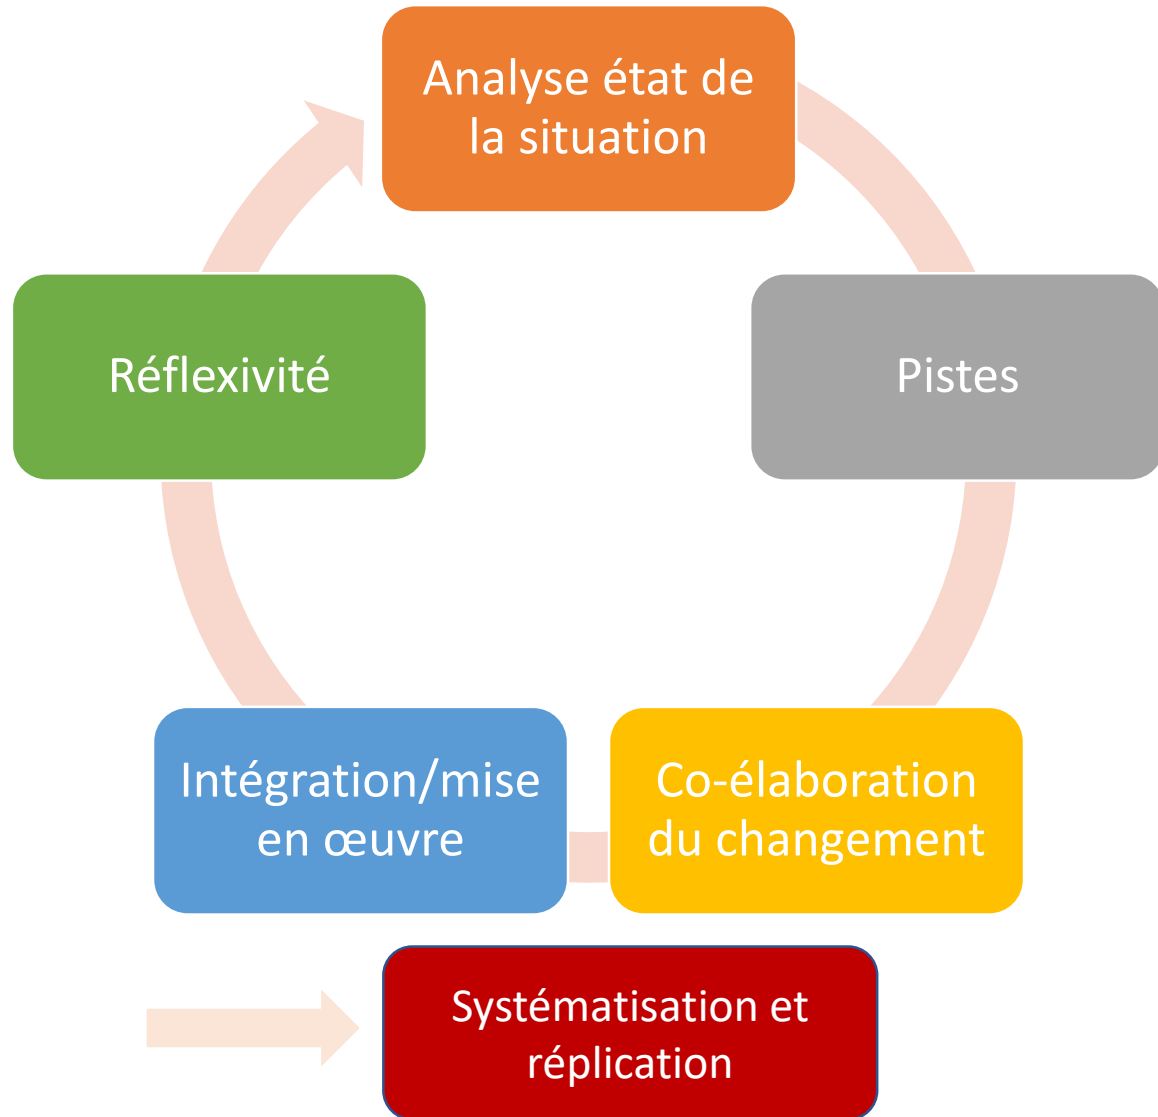 Analyse état de
la situation
Réflexivité
Pistes
Intégration/mise
en œuvre
Co-élaboration
du changement
Systématisation et
réplication